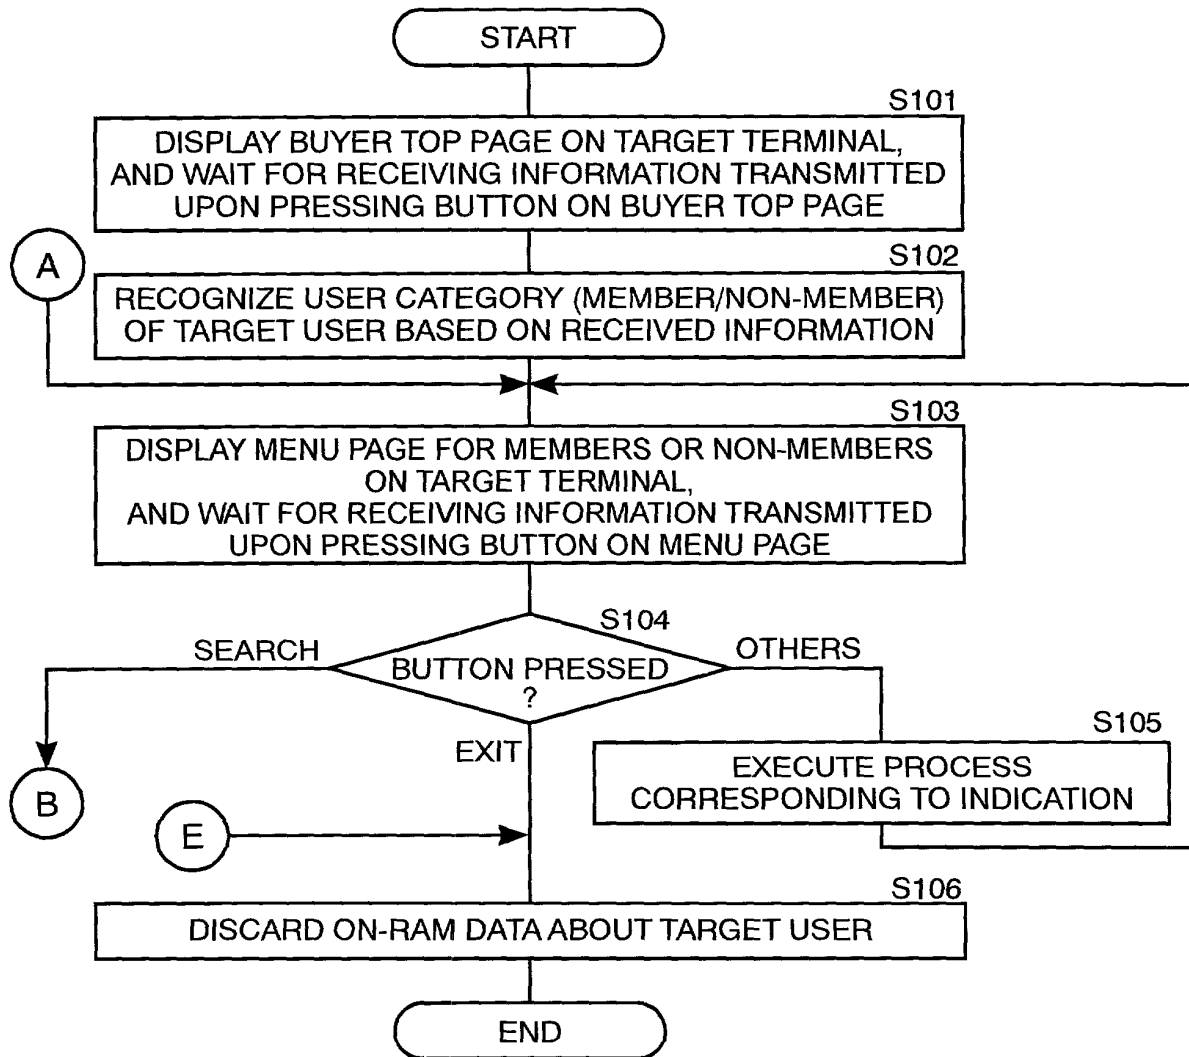 START
S101
DISPLAY BUYER TOP PAGE ON TARGET TERMINAL,
AND WAIT FOR RECEIVING INFORMATION TRANSMITTED
UPON PRESSING BUTTON ON BUYER TOP PAGE
A
S102
RECOGNIZE USER CATEGORY (MEMBER/NON-MEMBER)
OF TARGET USER BASED ON RECEIVED INFORMATION
S103
DISPLAY MENU PAGE FOR MEMBERS OR NON-MEMBERS
ON TARGET TERMINAL,
AND WAIT FOR RECEIVING INFORMATION TRANSMITTED
UPON PRESSING BUTTON ON MENU PAGE
S104
SEARCH
BUTTON PRESSED
?
OTHERS
EXIT
S105
EXECUTE PROCESS
CORRESPONDING TO INDICATION
B
E
S106
DISCARD ON-RAM DATA ABOUT TARGET USER
END